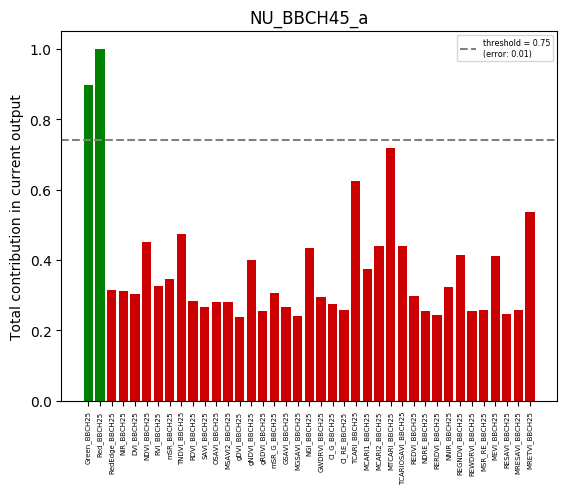 NU_BBCH45_a
Total contribution in current output
1.0
0.8
0.6
0.4
0.2
0.0
threshold = 0.75
(error: 0.01)
Green_BBCH25
Red_BBCH25
RedEdge_BBCH25
NIR_BBCH25
DVI_BBCH25
NDVI_BBCH25
RVI_BBCH25
mSR_BBCH25
TNDVI_BBCH25
RDVI_BBCH25
SAVI_BBCH25
OSAVI_BBCH25
MSAVI2_BBCH25
gDVI_BBCH25
gNDVI_BBCH25
gRDVI_BBCH25
mSR_G_BBCH25
GSAVI_BBCH25
MGSAVI_BBCH25
NGI_BBCH25
GWDRVI_BBCH25
CI_G_BBCH25
CI_RE_BBCH25
TCARI_BBCH25
MCARI1_BBCH25
MCARI2_BBCH25
MTCARI_BBCH25
TCARIOSAVI_BBCH25
REDVI_BBCH25
NDRE_BBCH25
RERDVI_BBCH25
NNIR_BBCH25
REGNDVI_BBCH25
REWDRVI_BBCH25
MSR_RE_BBCH25
MEVI_BBCH25
RESAVI_BBCH25
MRESAVI_BBCH25
MRETVI_BBCH25